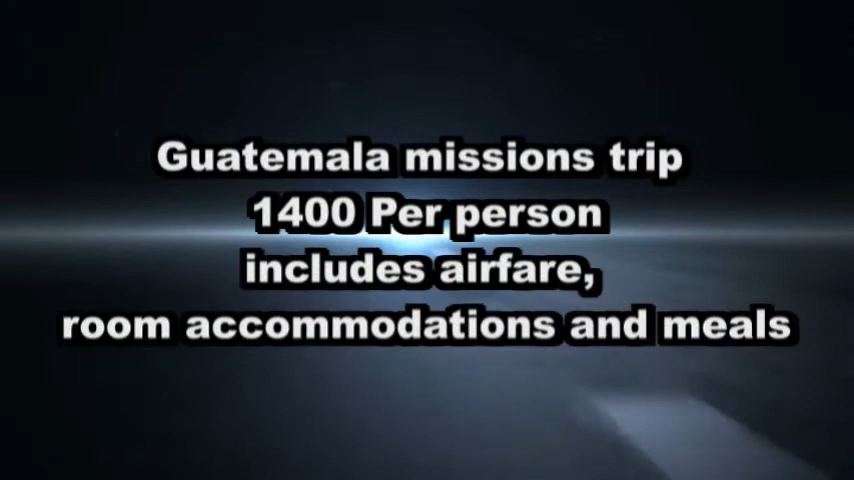 Guatemala missions trip
1400 Per person
includes airfare,
room accommodations and meals